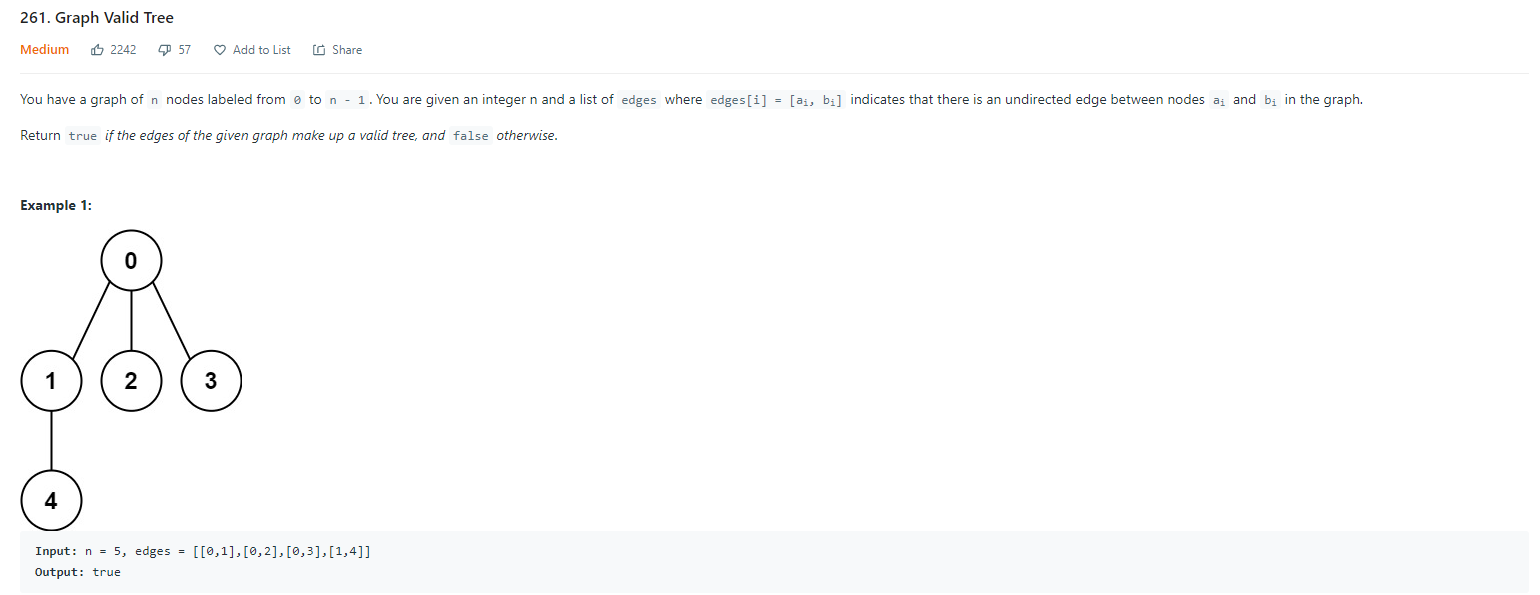 261. Graph Valid Tree
Medium 2242 57 Add to List Share
You have a graph of n nodes labeled from 0 to n - 1. You are given an integer n and a list of edges where edges[i] = [aᵢ, bᵢ] indicates that there is an undirected edge between nodes aᵢ and bᵢ in the graph.
Return true if the edges of the given graph make up a valid tree, and false otherwise.
Example 1:
0
1 2 3
4
Input: n = 5, edges = [[0,1],[0,2],[0,3],[1,4]]
Output: true